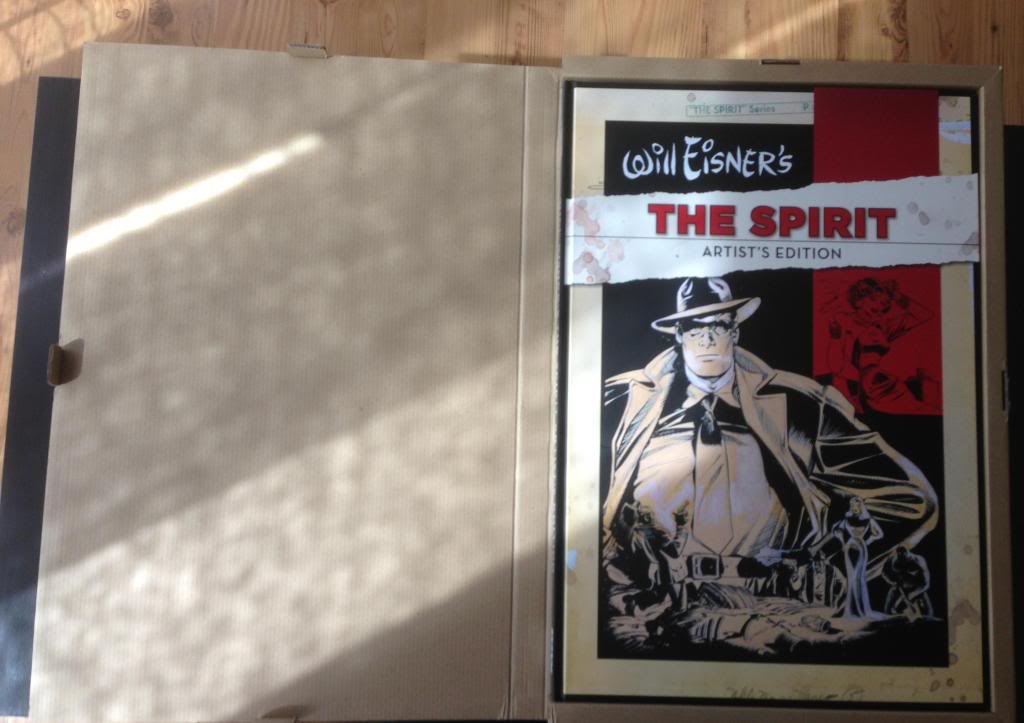 "THE SPIRIT" Series P.
Will EISNER'S
THE SPIRIT
ARTIST'S EDITION